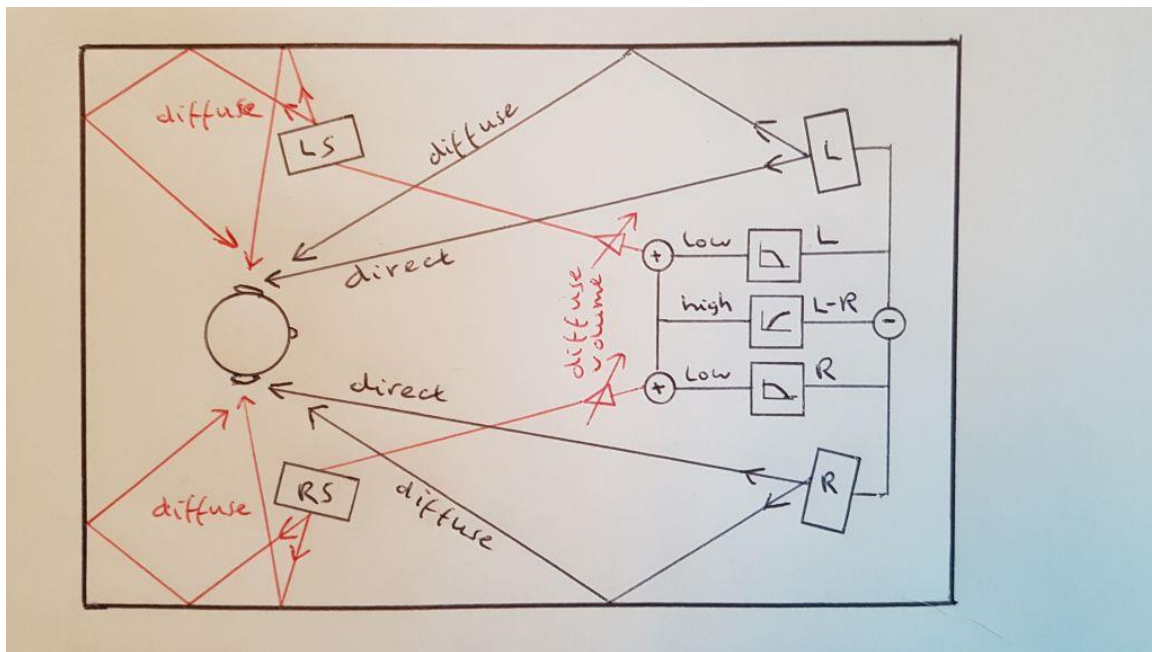 diffuse
LS
diffuse
L
direct
Low
L
diffuse
volume
high
L-R
-
+
Low
R
+
direct
diffuse
RS
diffuse
R